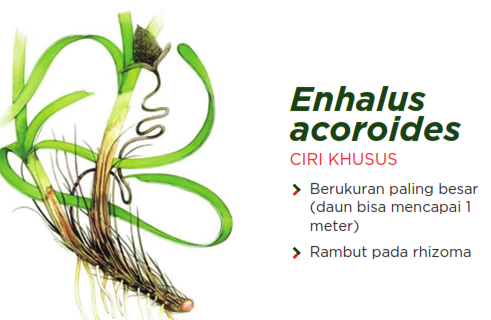 Enhalus
acoroides
CIRI KHUSUS
Berukuran paling besar
(daun bisa mencapai 1
meter)
Rambut pada rhizoma